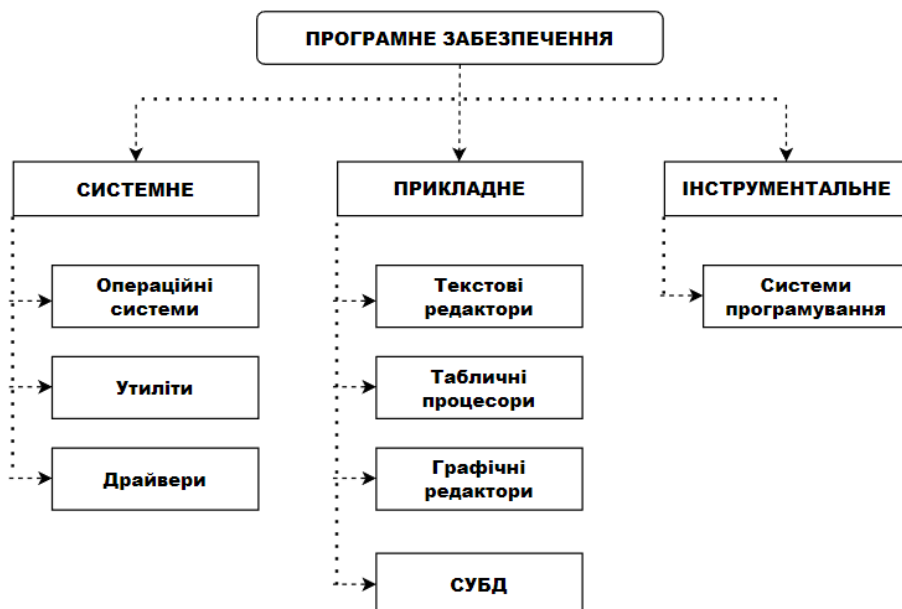 ПРОГРАМНЕ ЗАБЕЗПЕЧЕННЯ
СИСТЕМНЕ
ПРИКЛАДНЕ
ІНСТРУМЕНТАЛЬНЕ
Операційні
системи
Текстові
редактори
Системи
програмування
Утиліти
Табличні
процесори
Драйвери
Графічні
редактори
СУБД